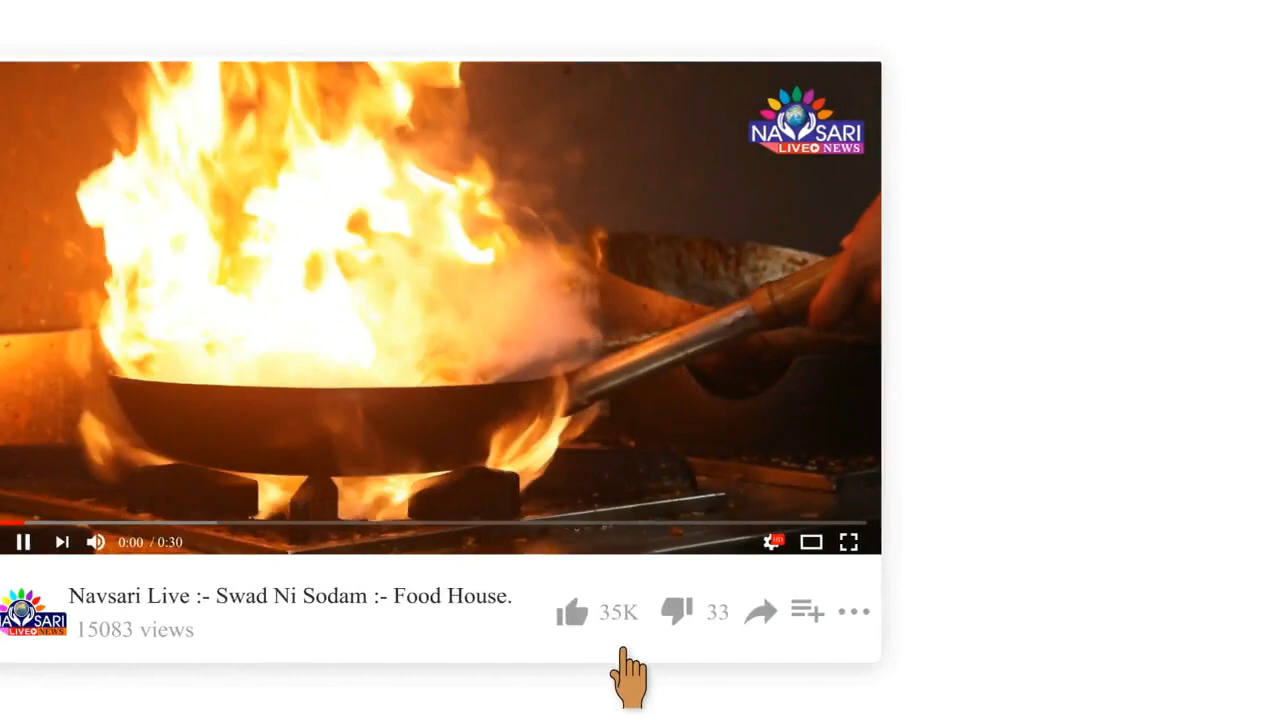 NAVSARI
LIVE NEWS
HD
0:00 / 0:30
Navsari Live :- Swad Ni Sodam :- Food House.
15083 views
35K
33
NAVSARI
LIVE NEWS